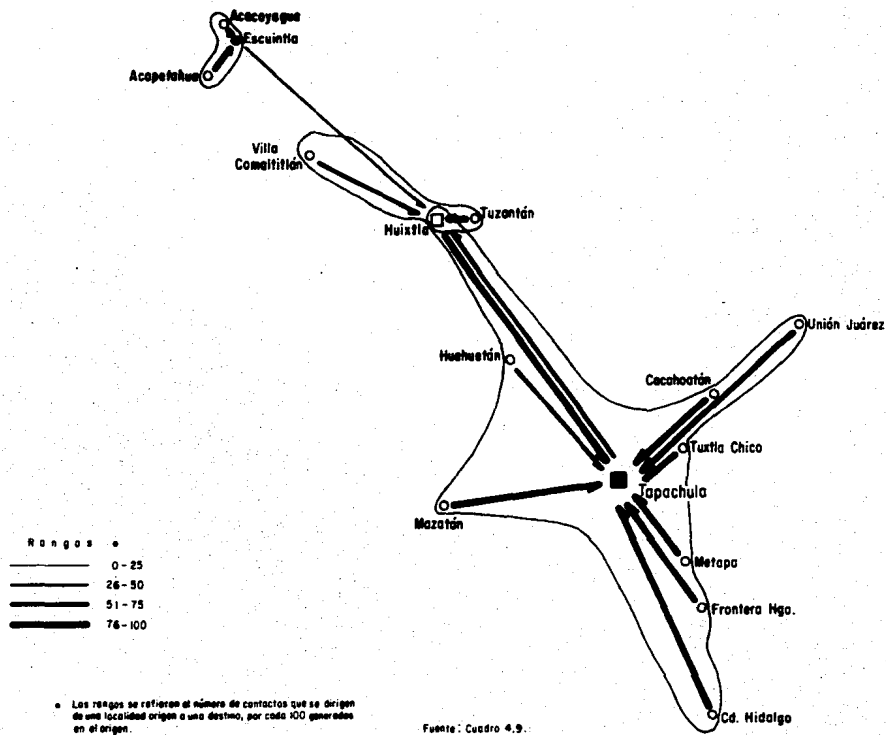 Acacoyagua
Escuintla
Acapetahua
Villa
Comaltitlán
Huixtla
Tuzantán
Unión Juárez
Huehuetán
Cacahoatán
Tuxtla Chico
Tapachula
Mazatán
Metapa
Frontera Hgo.
Cd. Hidalgo
Rangos •
0-25
26-50
51-75
76-100
• Los rangos se refieren al número de contactos que se dirigen
de una localidad origen a una destino, por cada 100 generados
en el origen.
Fuente: Cuadro 4.9.